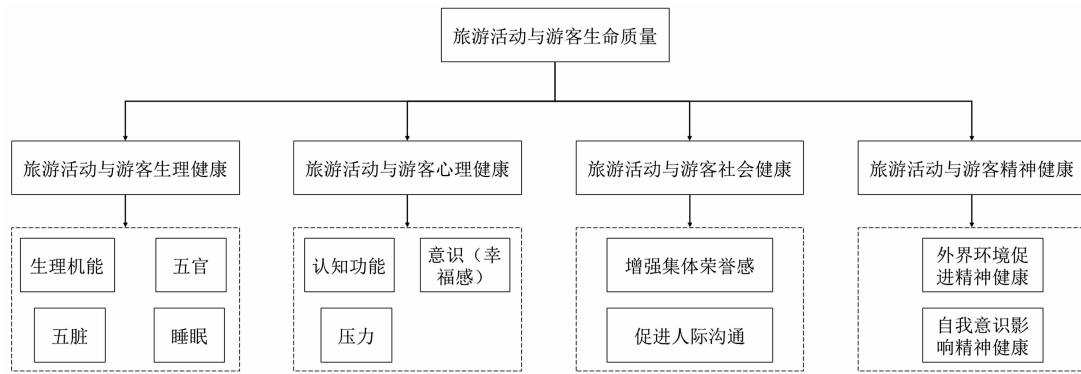 旅游活动与游客生命质量
旅游活动与游客生理健康
旅游活动与游客心理健康
旅游活动与游客社会健康
旅游活动与游客精神健康
生理机能
五官
五脏
睡眠
认知功能
意识（幸
福感）
压力
增强集体荣誉感
促进人际沟通
外界环境促
进精神健康
自我意识影
响精神健康